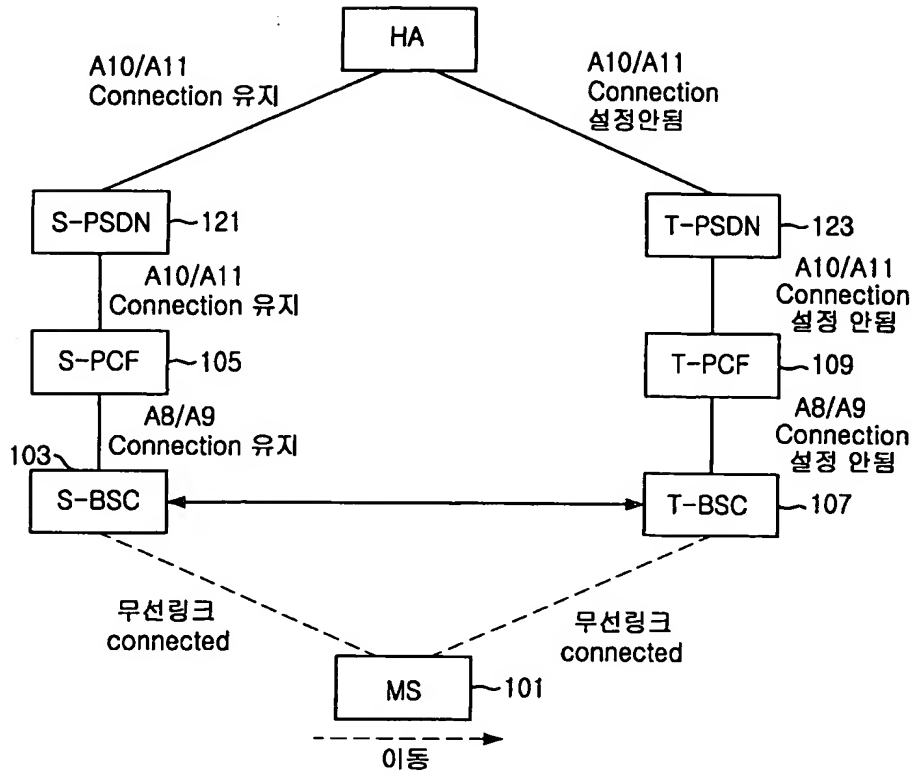 HA
A10/A11
Connection 유지
A10/A11
Connection
설정안됨
S-PSDN
121
T-PSDN
123
A10/A11
Connection 유지
A10/A11
Connection
설정 안됨
S-PCF
105
T-PCF
109
A8/A9
Connection 유지
A8/A9
Connection
설정 안됨
103
S-BSC
T-BSC
107
무선링크
connected
무선링크
connected
MS
101
이동